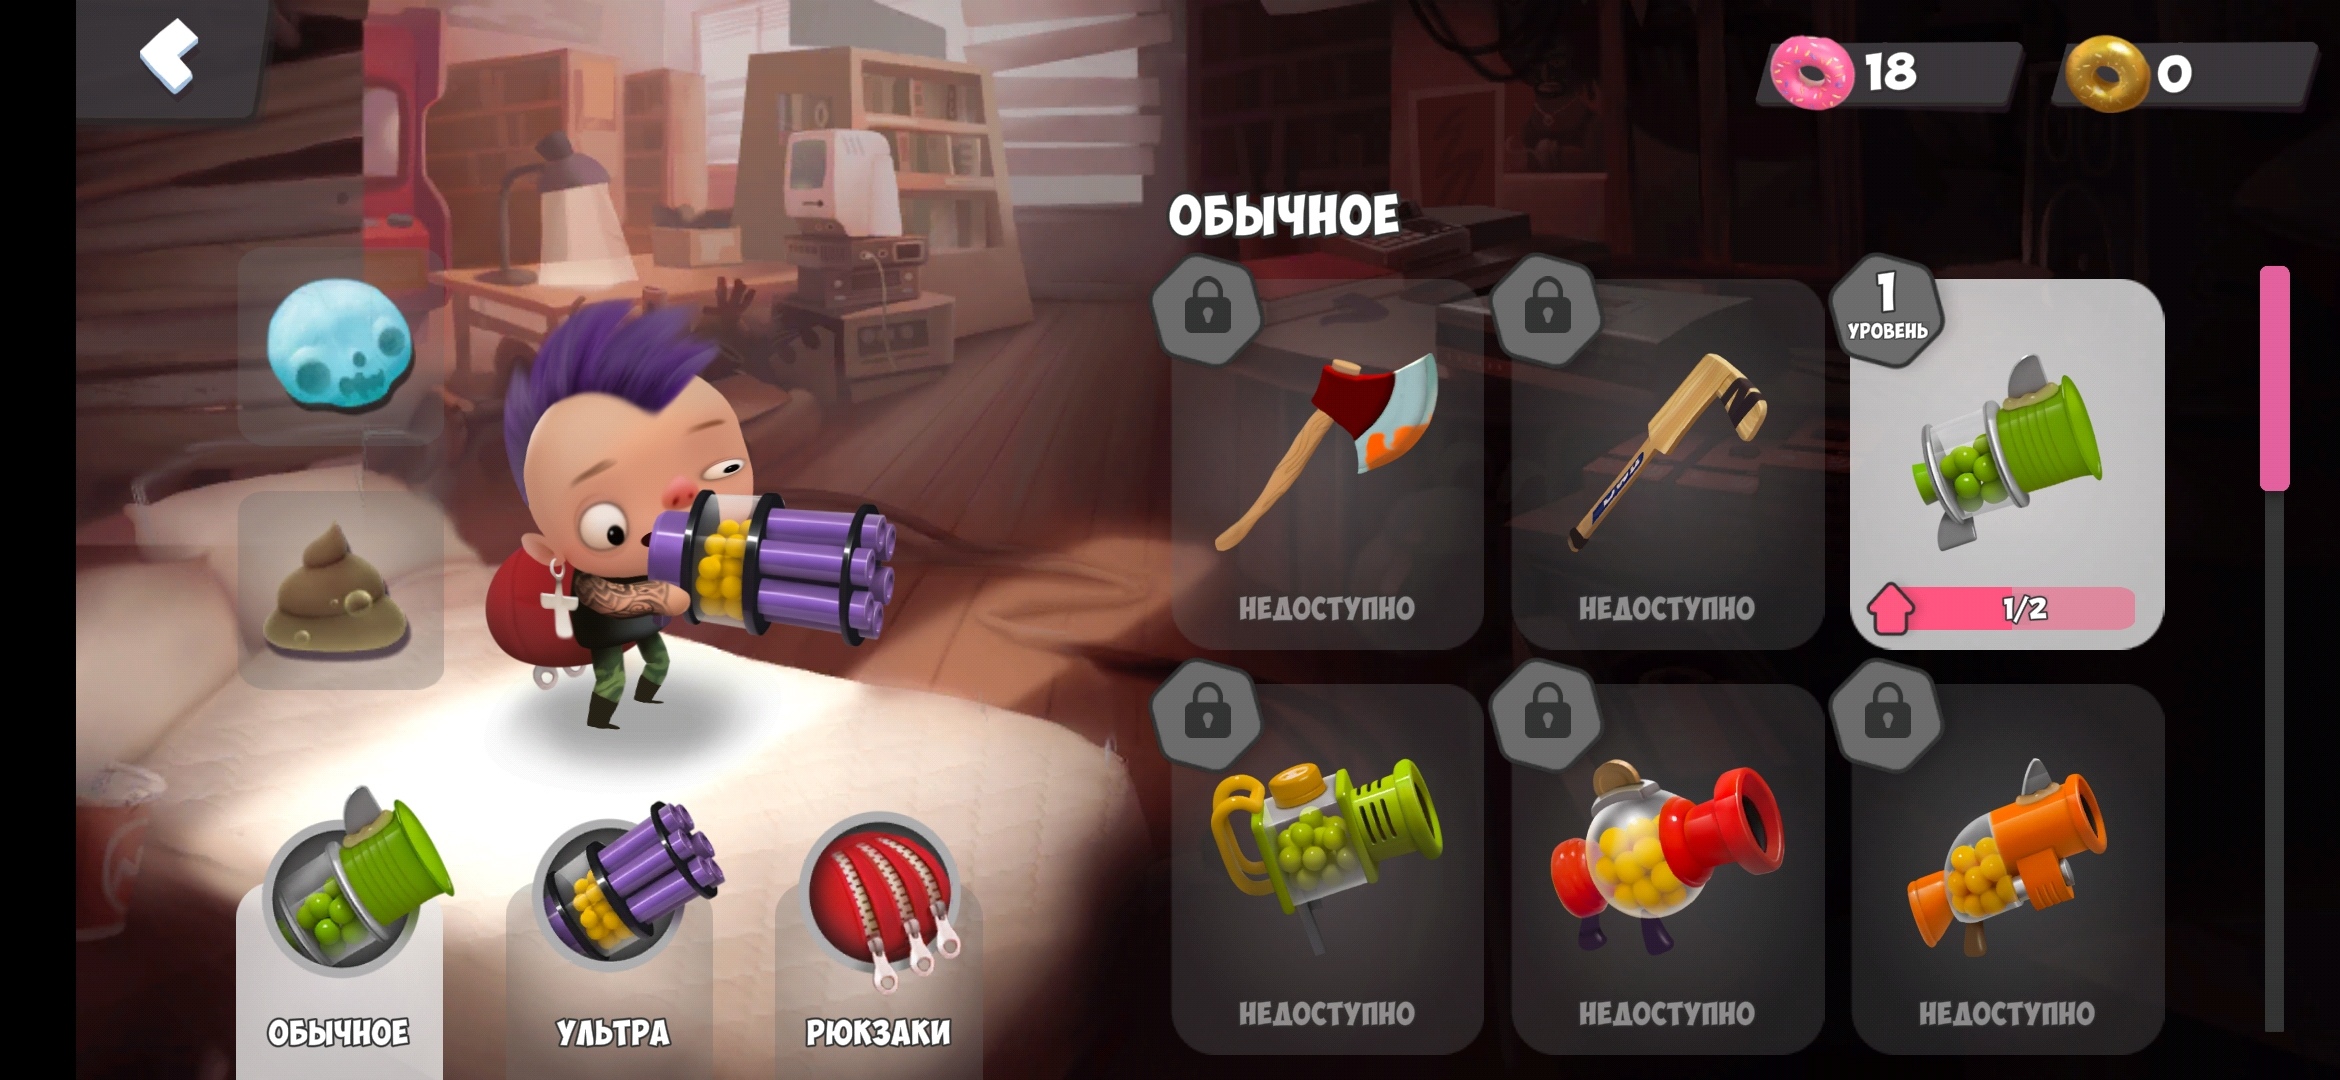 18
0
ОБЫЧНОЕ
1
УРОВЕНЬ
НЕДОСТУПНО
НЕДОСТУПНО
1/2
НЕДОСТУПНО
НЕДОСТУПНО
НЕДОСТУПНО
ОБЫЧНОЕ
УЛЬТРА
РЮКЗАКИ